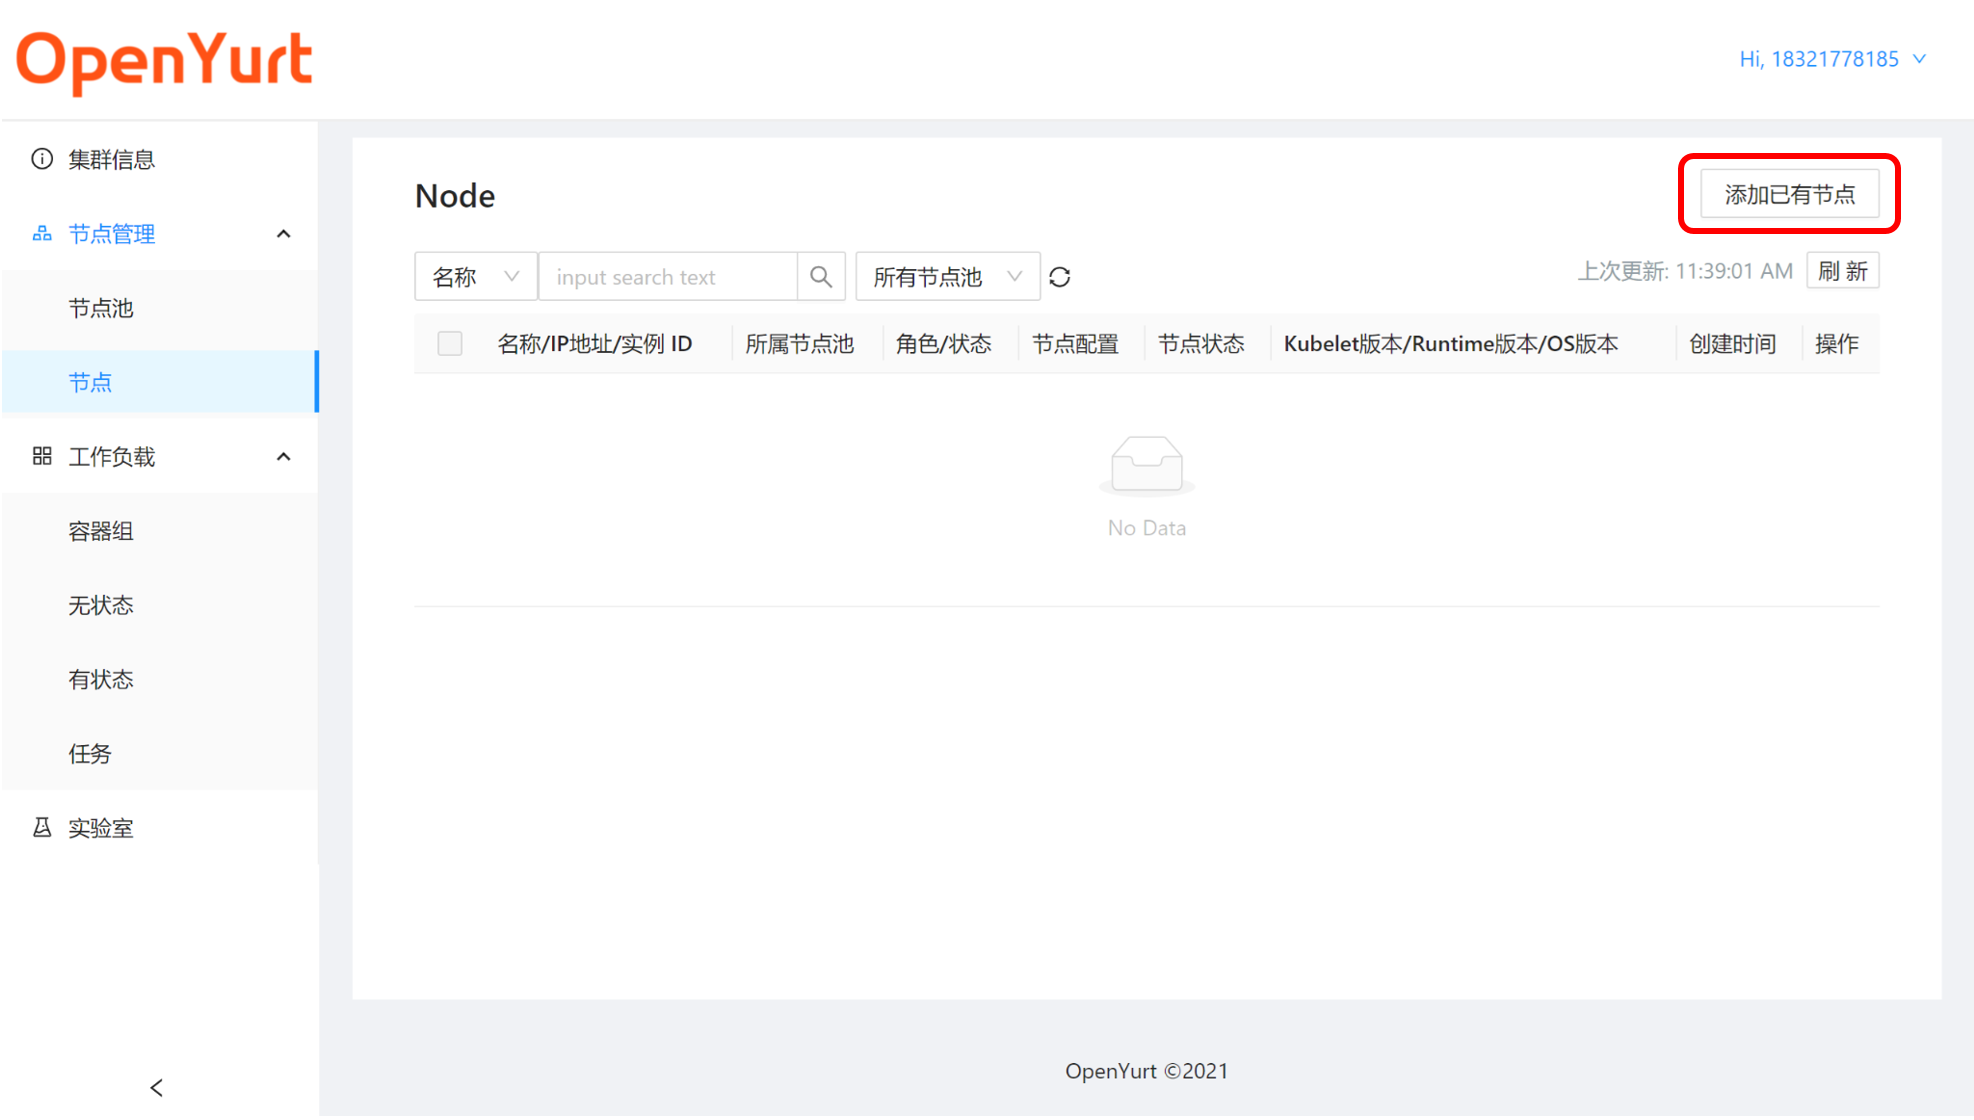 OpenYurt
Hi, 18321778185
集群信息
节点管理
节点池
节点
工作负载
容器组
无状态
有状态
任务
实验室
Node
添加已有节点
名称
input search text
所有节点池
上次更新: 11:39:01 AM
刷 新
名称/IP地址/实例 ID
所属节点池
角色/状态
节点配置
节点状态
Kubelet版本/Runtime版本/OS版本
创建时间
操作
No Data
OpenYurt ©2021